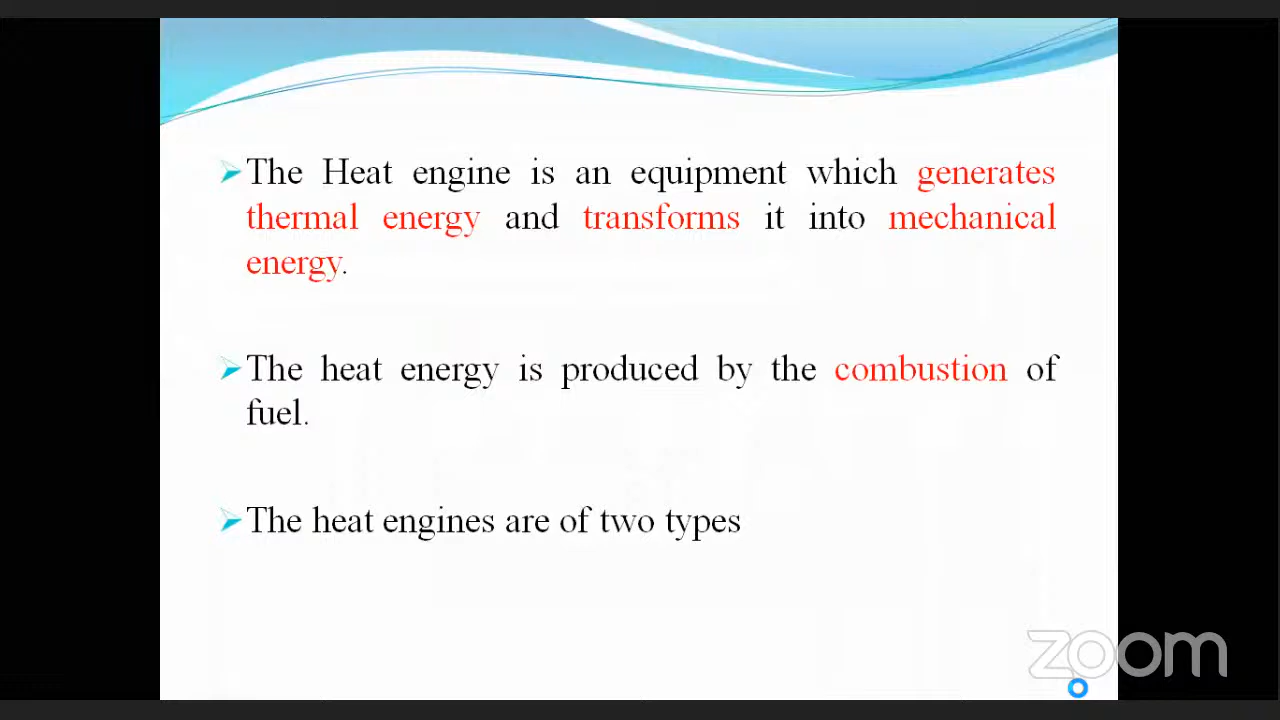 The Heat engine is an equipment which generates
thermal energy and transforms it into mechanical
energy.
The heat energy is produced by the combustion of
fuel.
The heat engines are of two types
zoom